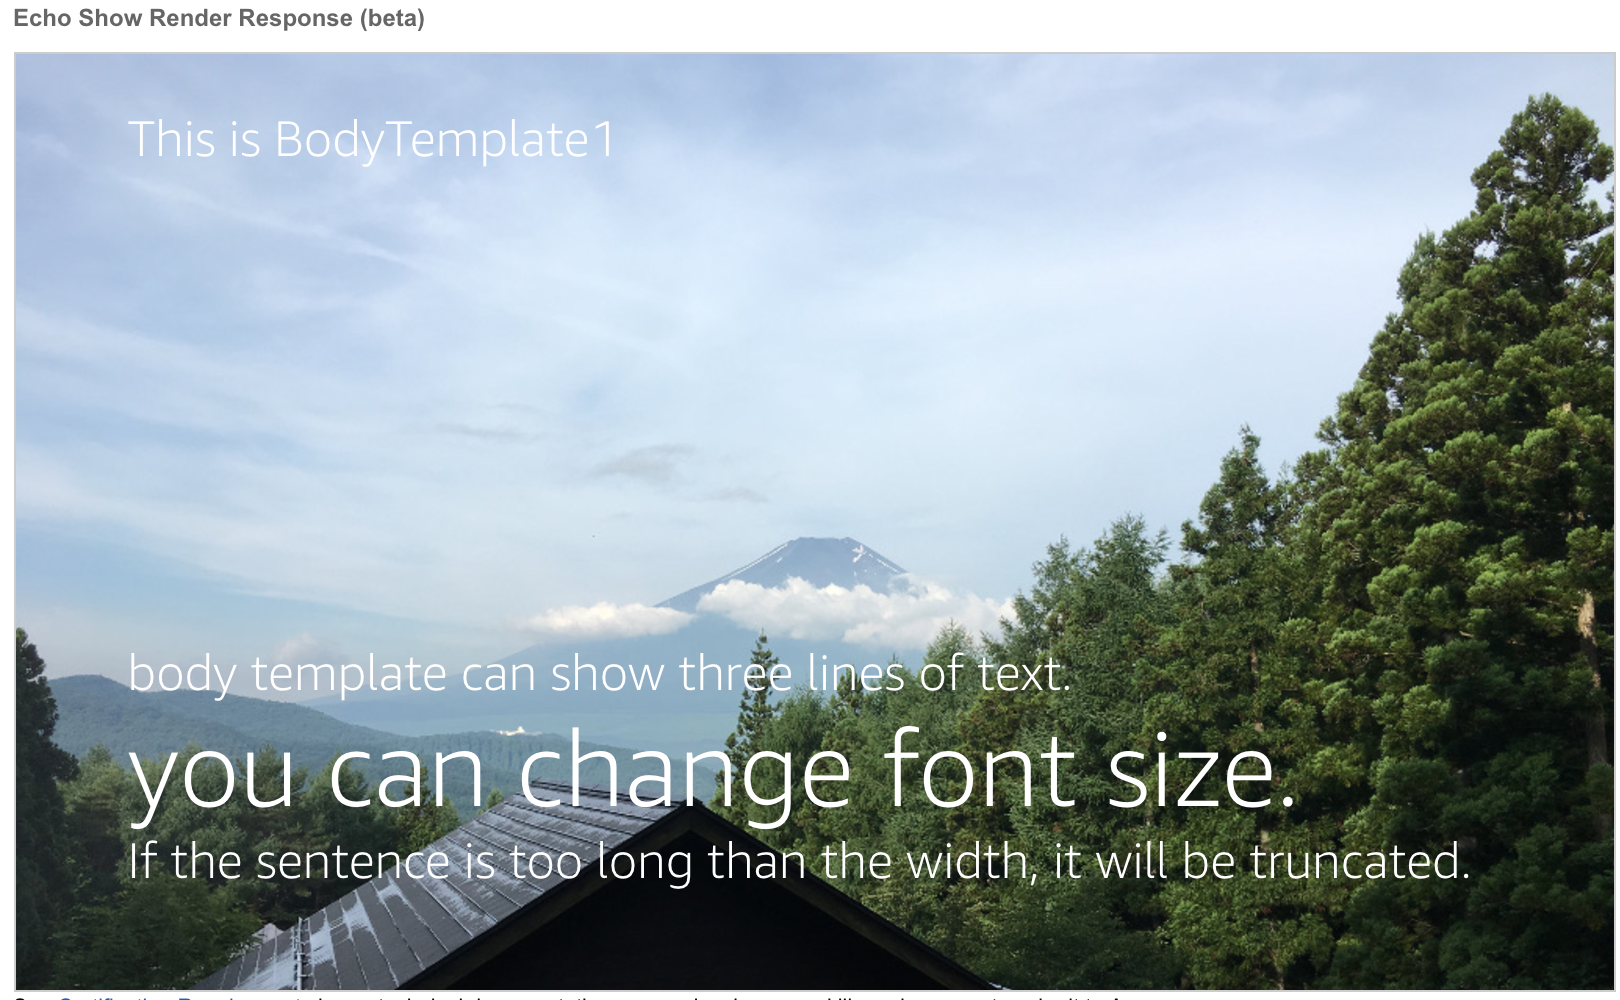 Echo Show Render Response (beta)
This is BodyTemplate1
body template can show three lines of text.
you can change font size.
If the sentence is too long than the width, it will be truncated.